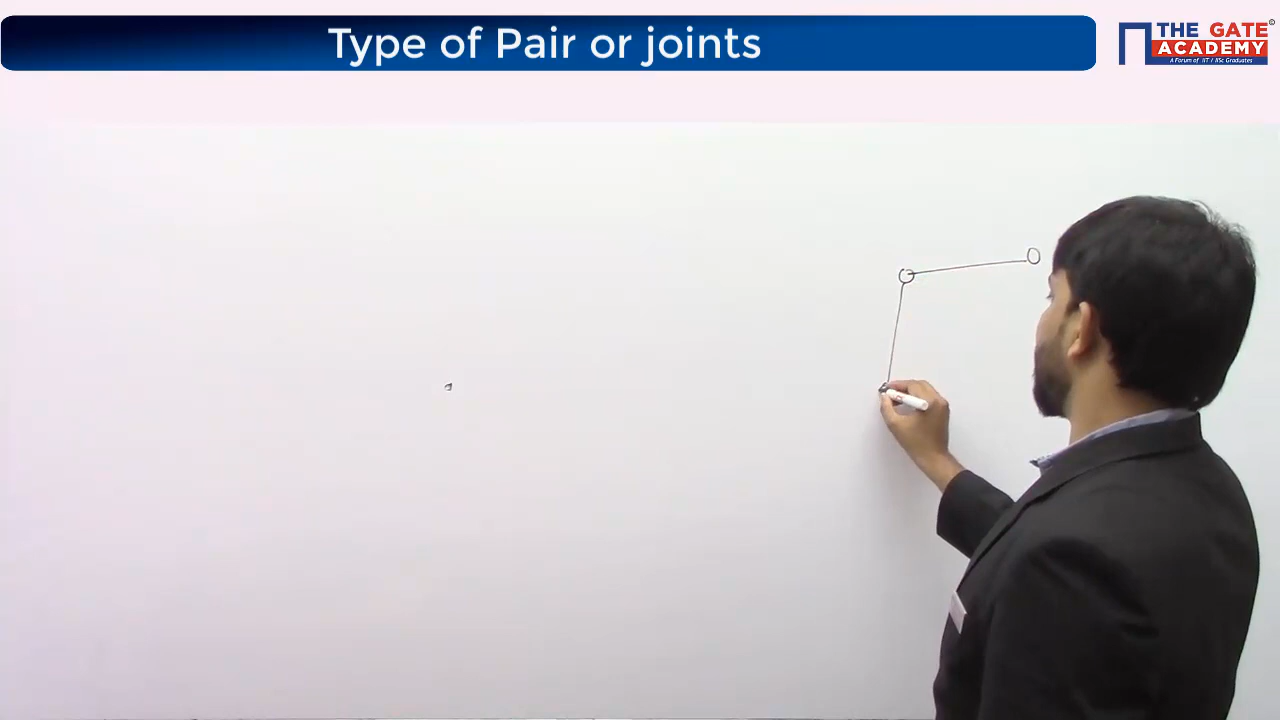 Type of Pair or joints
THE GATE
ACADEMY
A Forum of IIT / IISc Graduates